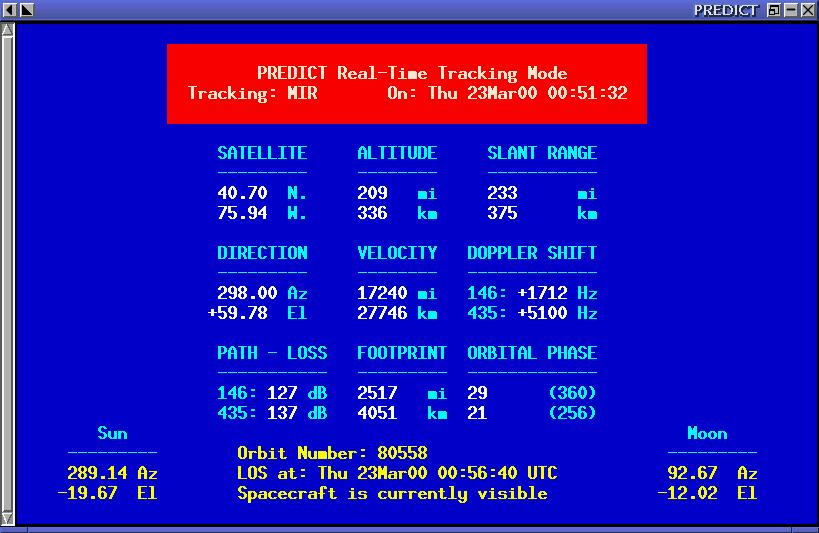 PREDICT
PREDICT Real-Time Tracking Mode
Tracking: MIR On: Thu 23Mar00 00:51:32
SATELLITE ALTITUDE SLANT RANGE
--------- -------- -----------
40.70 N. 209 mi 233 mi
75.94 W. 336 km 375 km
DIRECTION VELOCITY DOPPLER SHIFT
--------- -------- -------------
298.00 Az 17240 mi 146: +1712 Hz
+59.78 El 27746 km 435: +5100 Hz
PATH - LOSS FOOTPRINT ORBITAL PHASE
----------- --------- -------------
146: 127 dB 2517 mi 29 (360)
435: 137 dB 4051 km 21 (256)
Sun Moon
--------- ---------
Orbit Number: 80558
289.14 Az LOS at: Thu 23Mar00 00:56:40 UTC 92.67 Az
-19.67 El Spacecraft is currently visible -12.02 El